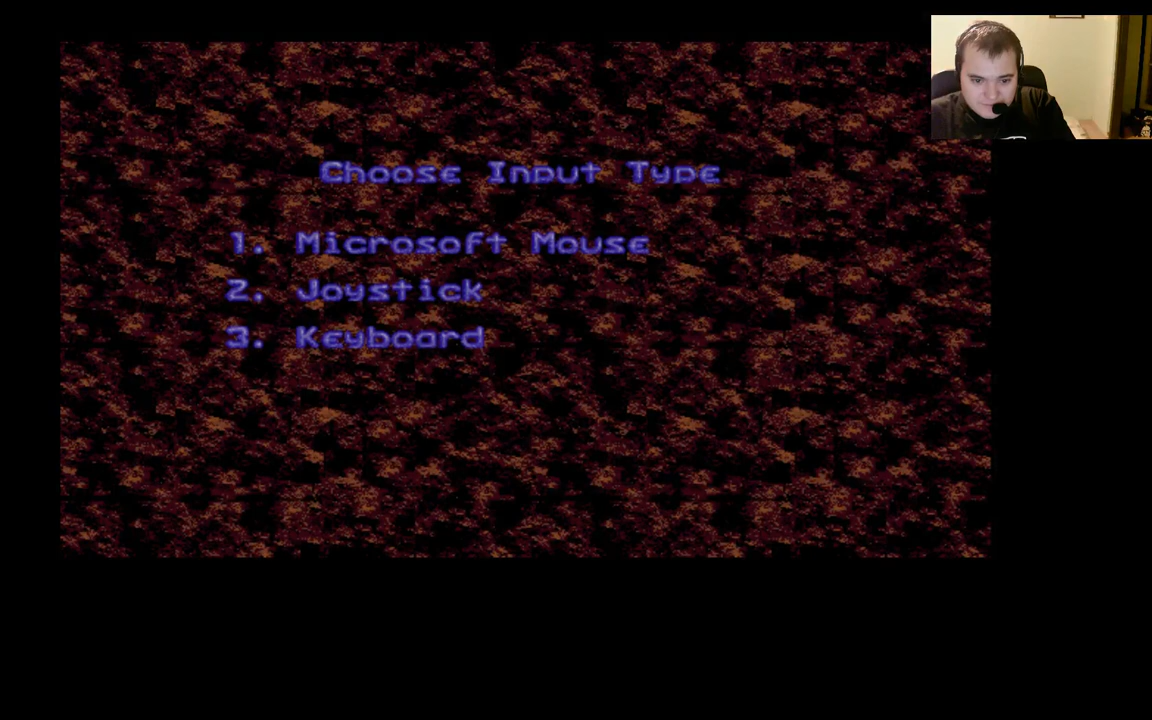 Choose Input Type
1. Microsoft Mouse
2. Joystick
3. Keyboard